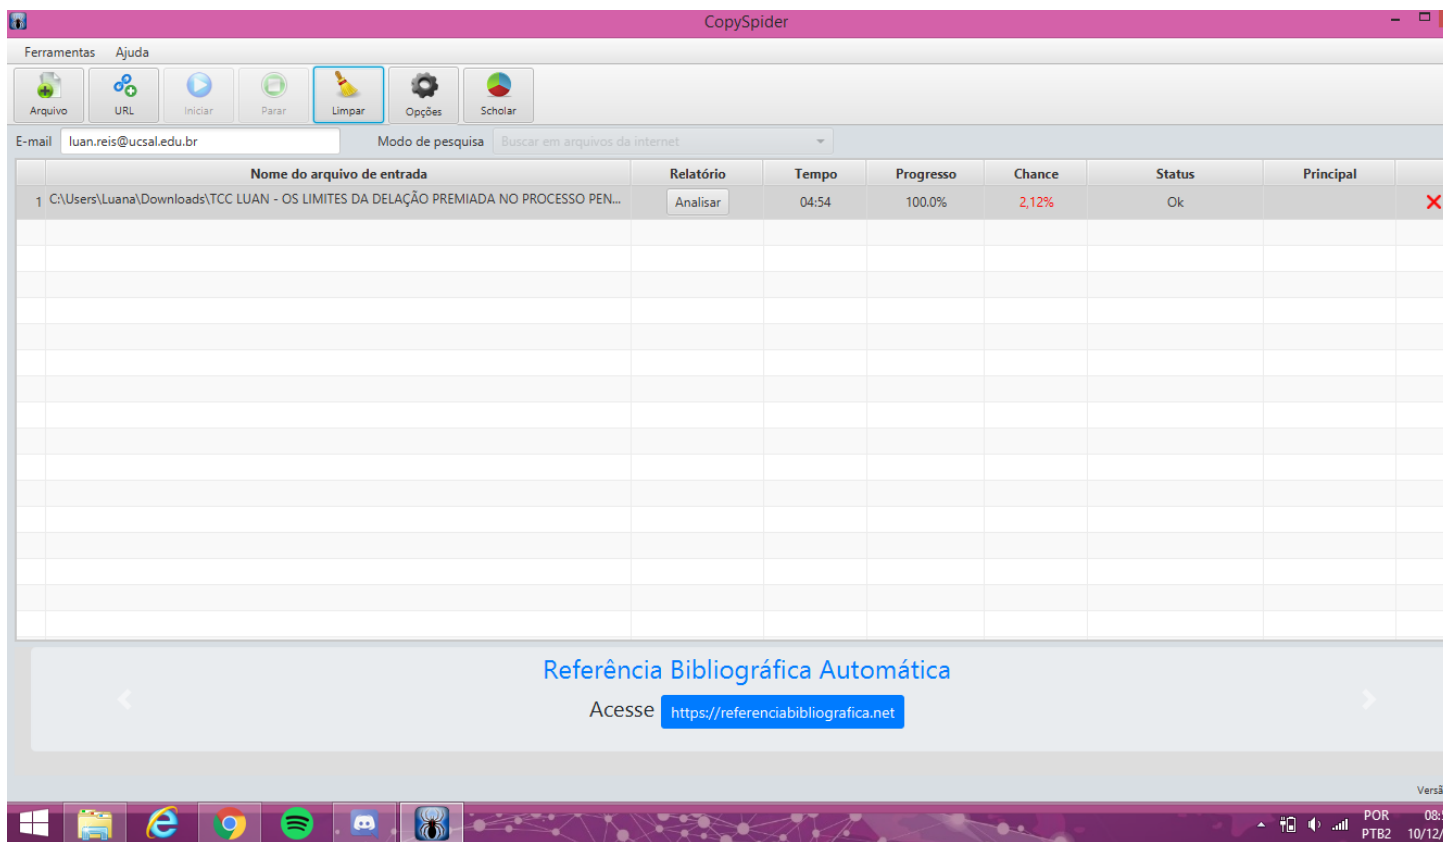 CopySpider
Ferramentas Ajuda
Arquivo URL Iniciar Parar Limpar Opções Scholar
E-mail luan.reis@ucsal.edu.br Modo de pesquisa Buscar em arquivos da internet
Nome do arquivo de entrada Relatório Tempo Progresso Chance Status Principal
1 C:\Users\Luana\Downloads\TCC LUAN - OS LIMITES DA DELAÇÃO PREMIADA NO PROCESSO PEN... Analisar 04:54 100.0% 2,12% Ok
Referência Bibliográfica Automática
Acesse https://referenciabibliografica.net
POR
PTB2 10/12/